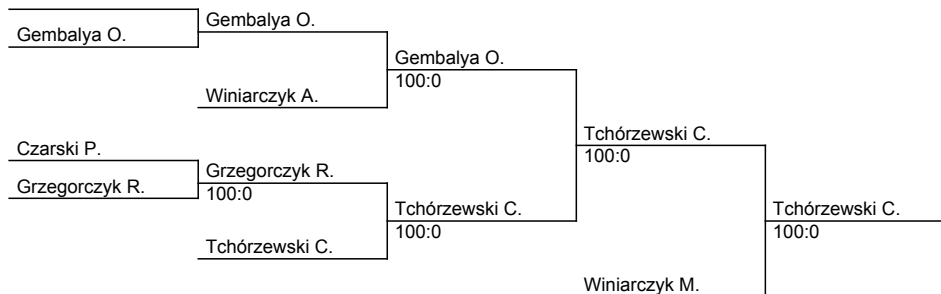 Gembalya O.
Gembalya O.
Gembalya O.
100:0
Winiarczyk A.
Tchórzewski C.
100:0
Czarski P.
Grzegorczyk R.
100:0
Grzegorczyk R.
Tchórzewski C.
100:0
Tchórzewski C.
100:0
Tchórzewski C.
Winiarczyk M.